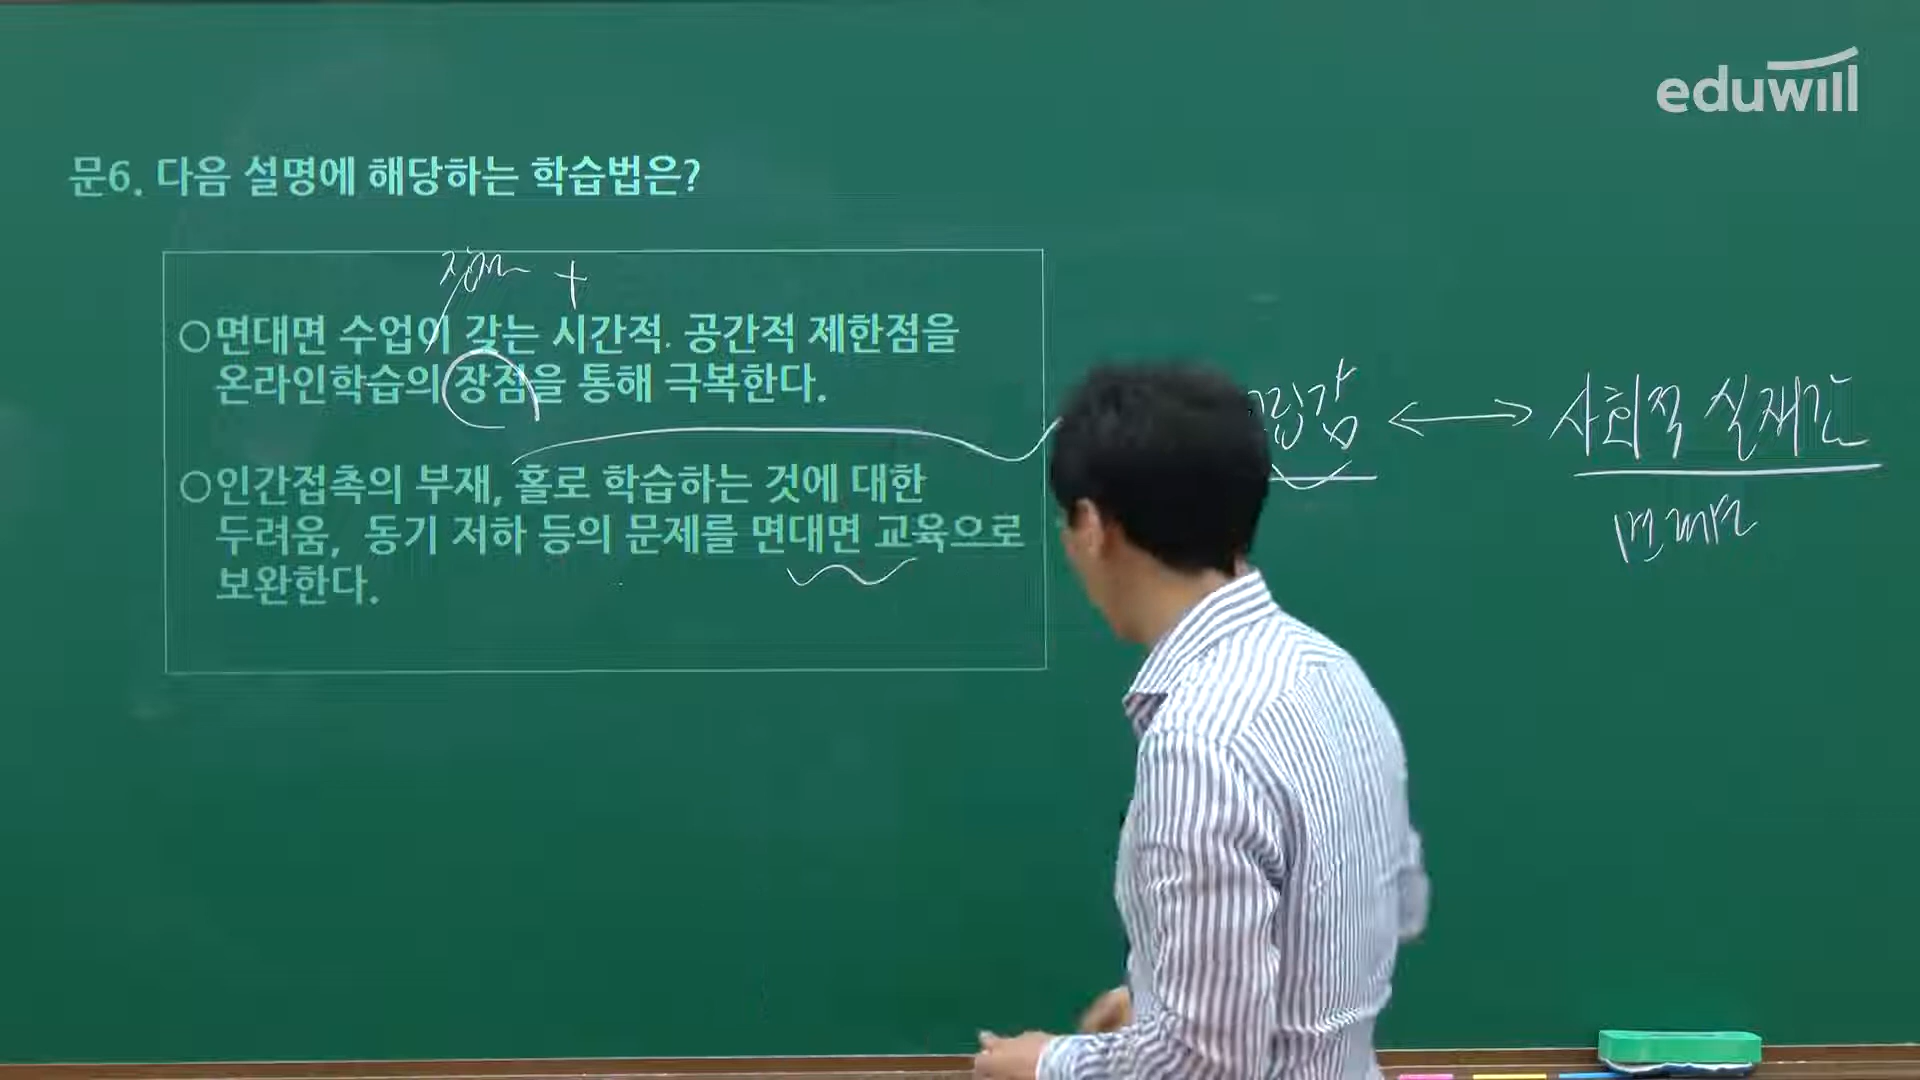 eduwill
문6. 다음 설명에 해당하는 학습법은?
+
○면대면 수업이 갖는 시간적·공간적 제한점을
온라인학습의 장점을 통해 극복한다.
○인간접촉의 부재, 홀로 학습하는 것에 대한
두려움, 동기 저하 등의 문제를 면대면 교육으로
보완한다.
립감 ↔ 사회적 실재감
면대면